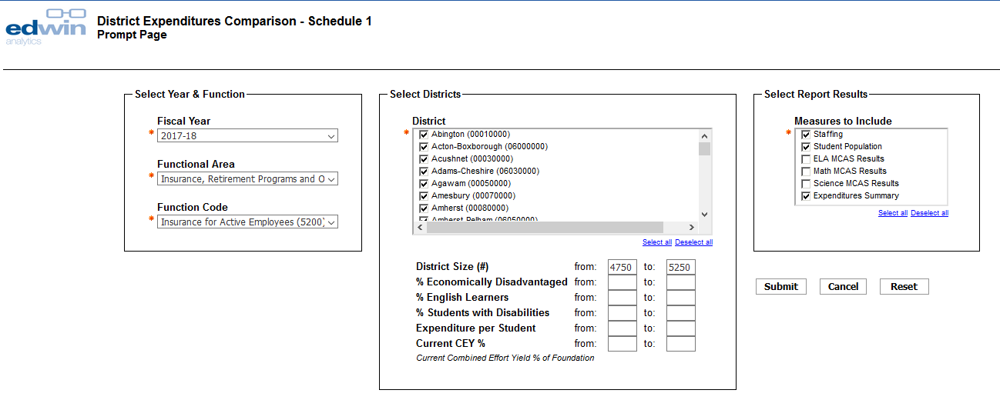 edwin
analytics
District Expenditures Comparison - Schedule 1
Prompt Page
Select Year & Function
Fiscal Year
* 2017-18
Functional Area
* Insurance, Retirement Programs and O
Function Code
* Insurance for Active Employees (5200)
Select Districts
District
* Abington (00010000)
Acton-Boxborough (06000000)
Acushnet (00030000)
Adams-Cheshire (06030000)
Agawam (00050000)
Amesbury (00070000)
Amherst (00080000)
Amherst-Pelham (06050000)
Select all Deselect all
District Size (#) from: 4750 to: 5250
% Economically Disadvantaged from: to:
% English Learners from: to:
% Students with Disabilities from: to:
Expenditure per Student from: to:
Current CEY % from: to:
Current Combined Effort Yield % of Foundation
Select Report Results
Measures to Include
* Staffing
Student Population
ELA MCAS Results
Math MCAS Results
Science MCAS Results
Expenditures Summary
Select all Deselect all
Submit Cancel Reset